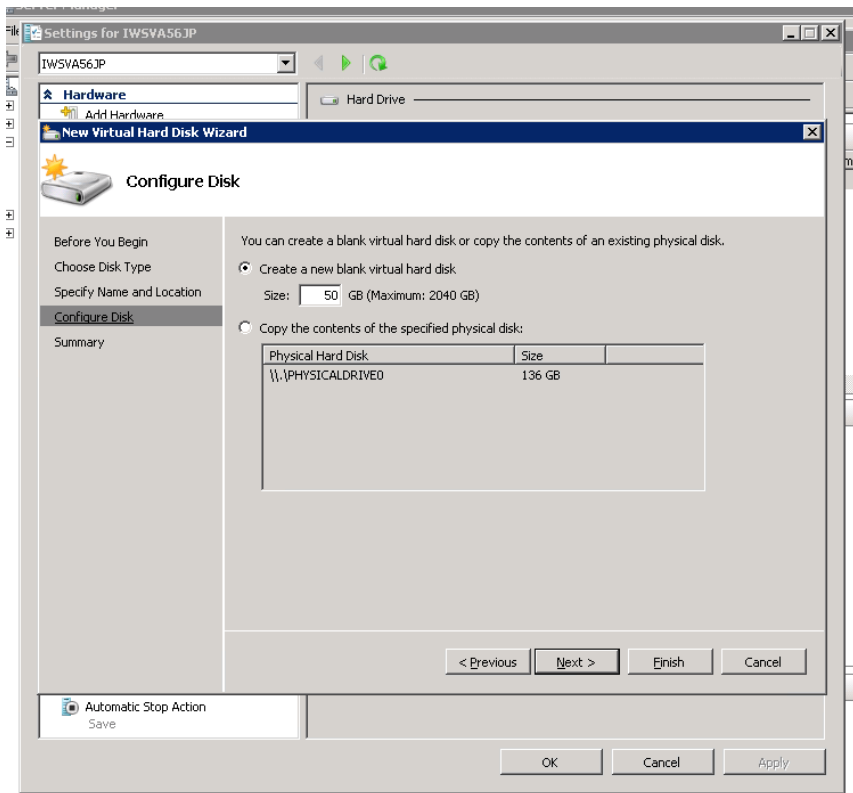 Server Manager
File
Settings for IWSVA56JP
IWSVA56JP
Hardware
Add Hardware
Hard Drive
New Virtual Hard Disk Wizard
Configure Disk
Before You Begin
Choose Disk Type
Specify Name and Location
Configure Disk
Summary
You can create a blank virtual hard disk or copy the contents of an existing physical disk.
Create a new blank virtual hard disk
Size: 50 GB (Maximum: 2040 GB)
Copy the contents of the specified physical disk:
Physical Hard Disk Size
\\.\PHYSICALDRIVE0 136 GB
< Previous Next > Finish Cancel
Automatic Stop Action
Save
OK Cancel Apply